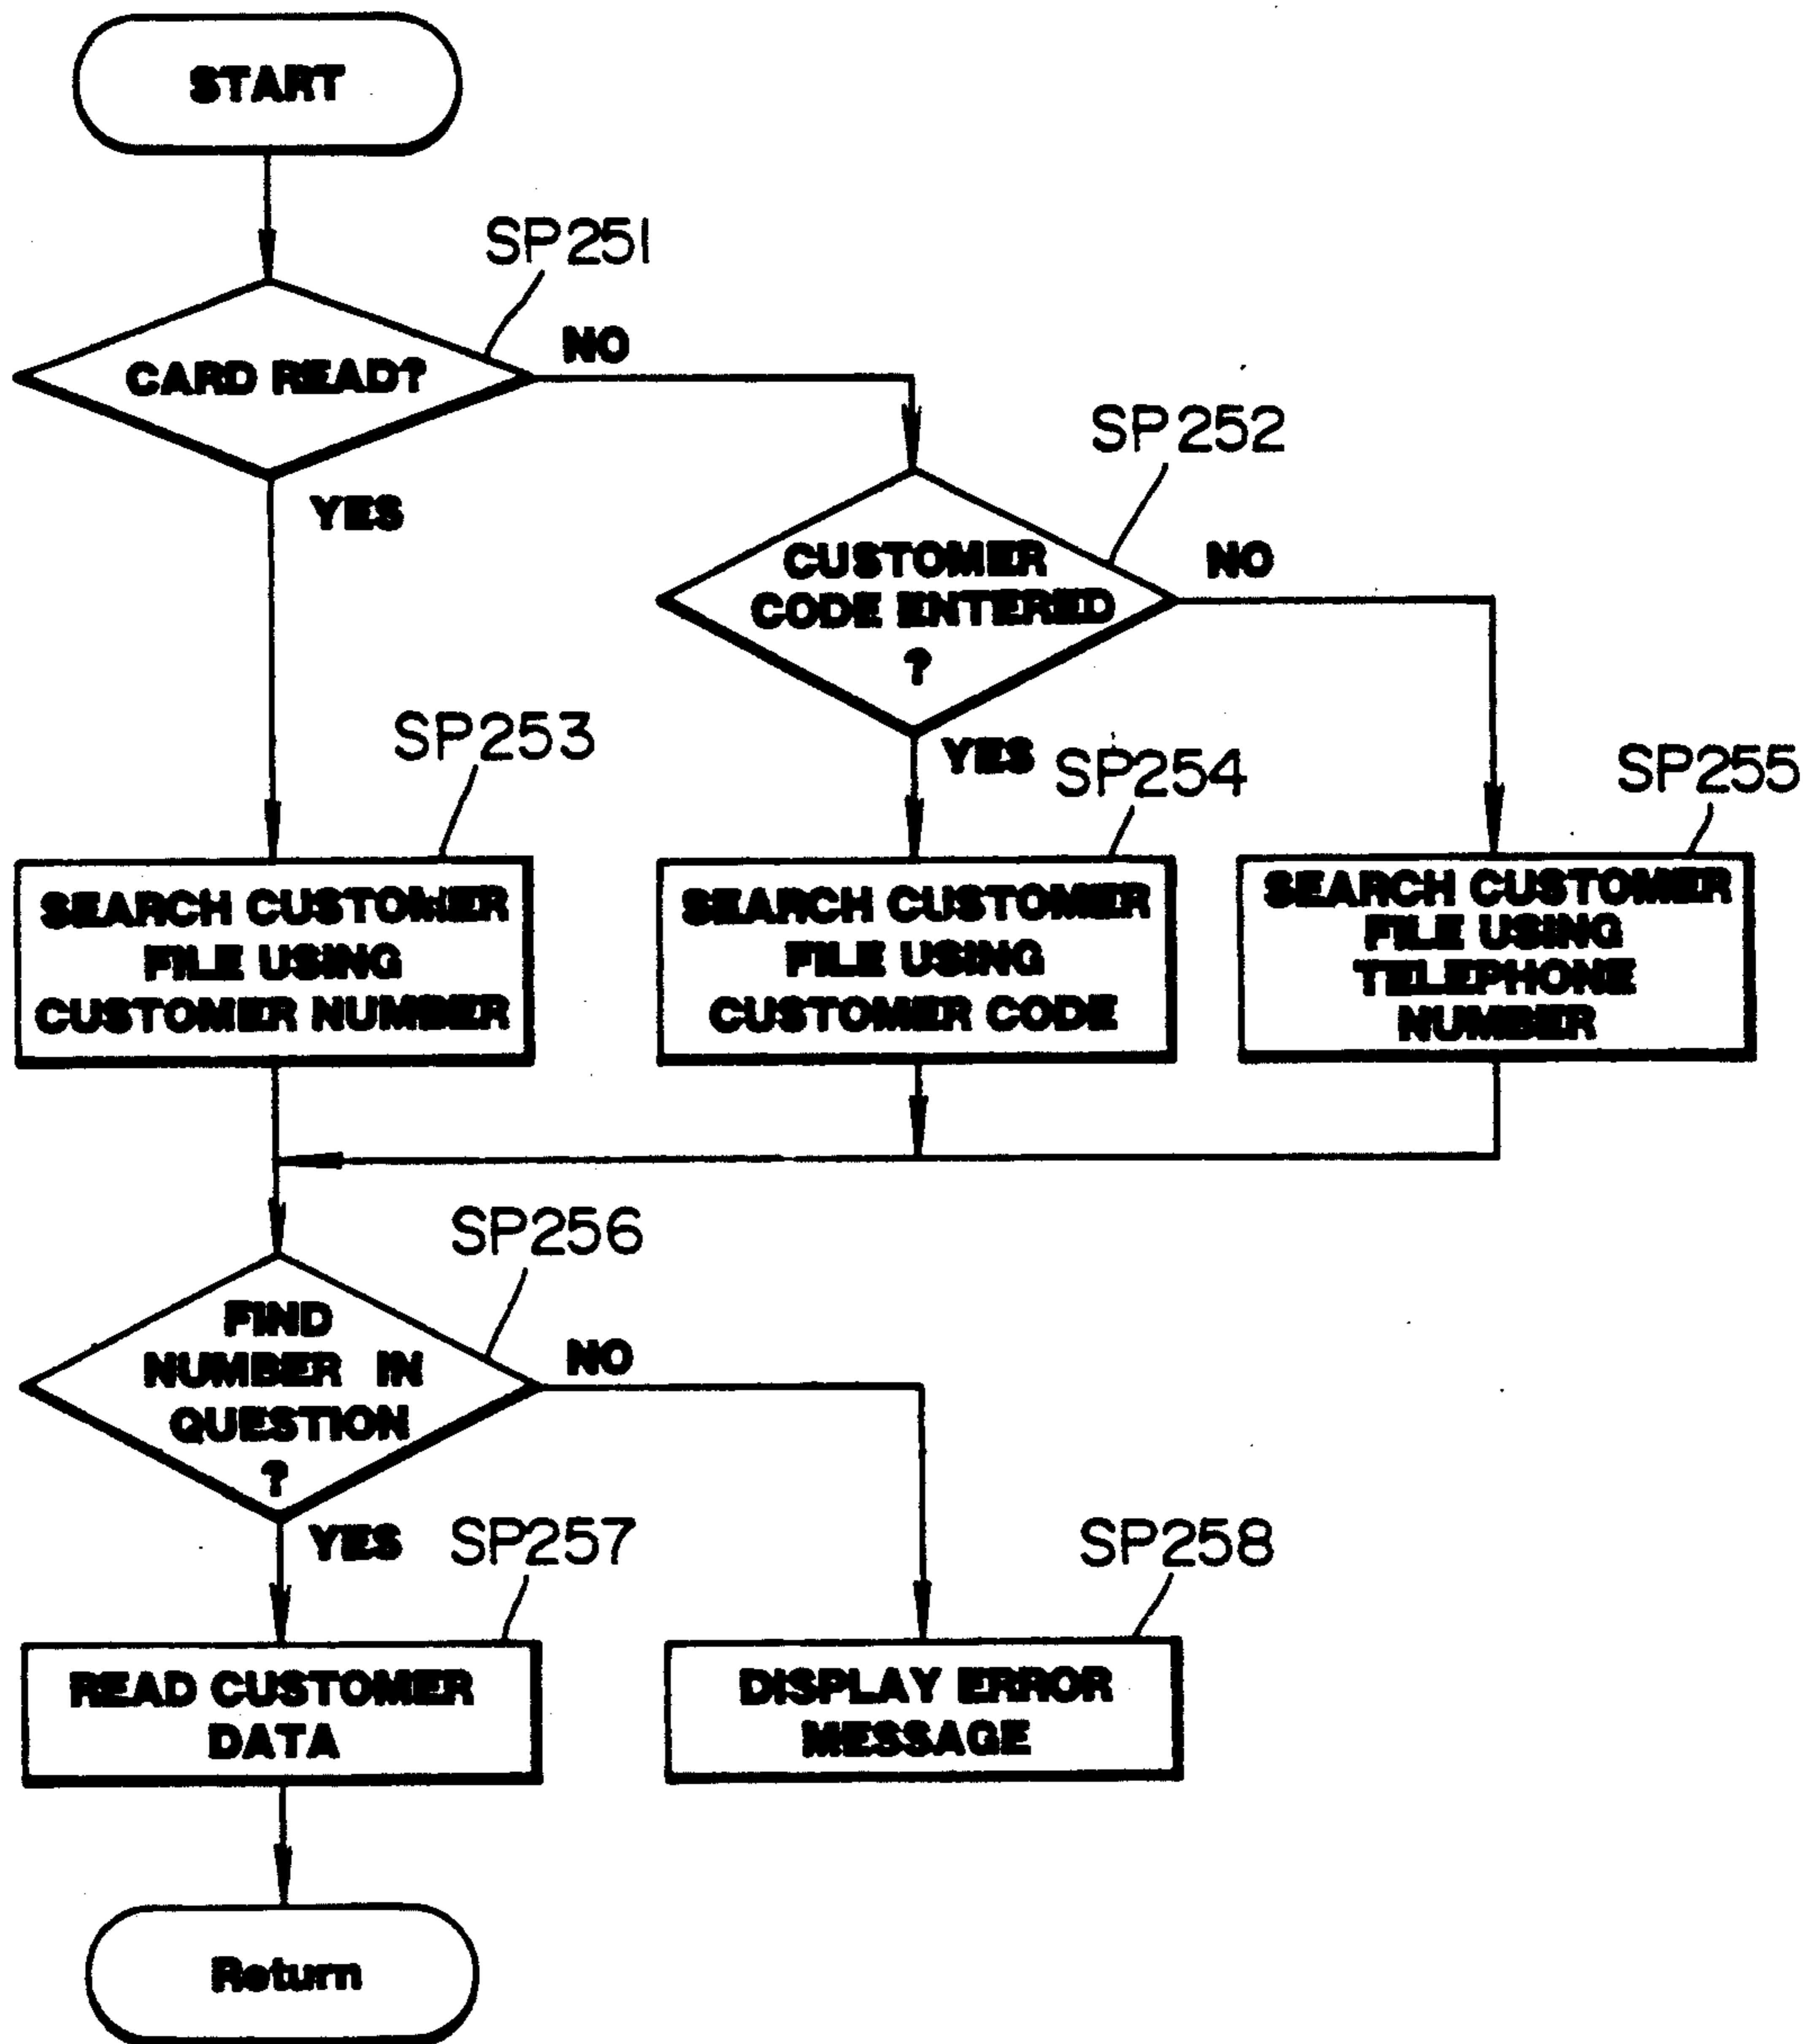 START
SP251
CARD READY?
NO
YES
SP252
CUSTOMER
CODE ENTERED
?
NO
YES
SP253
SEARCH CUSTOMER
FILE USING
CUSTOMER NUMBER
SP254
SEARCH CUSTOMER
FILE USING
CUSTOMER CODE
SP255
SEARCH CUSTOMER
FILE USING
TELEPHONE
NUMBER
SP256
FIND
NUMBER IN
QUESTION
?
NO
YES
SP257
READ CUSTOMER
DATA
SP258
DISPLAY ERROR
MESSAGE
Return